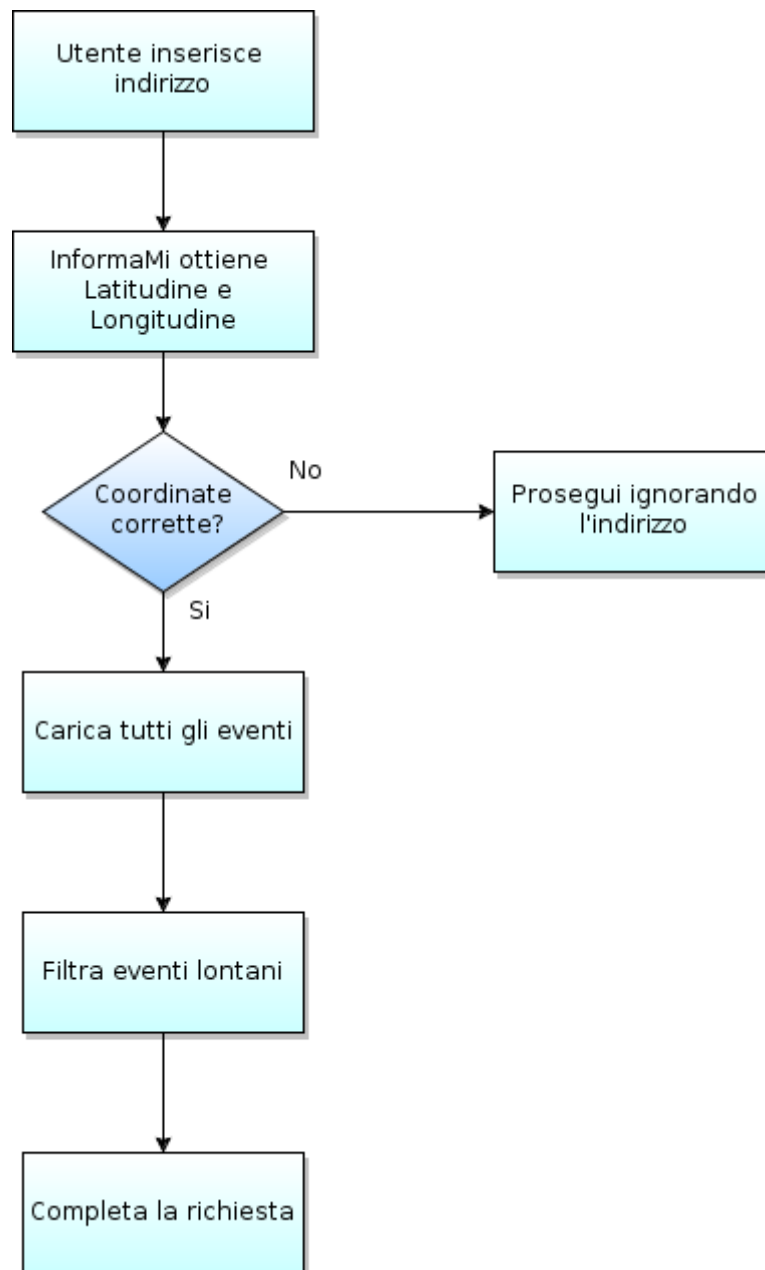 Utente inserisce
indirizzo
InformaMi ottiene
Latitudine e
Longitudine
Coordinate
corrette?
No
Prosegui ignorando
l'indirizzo
Si
Carica tutti gli eventi
Filtra eventi lontani
Completa la richiesta